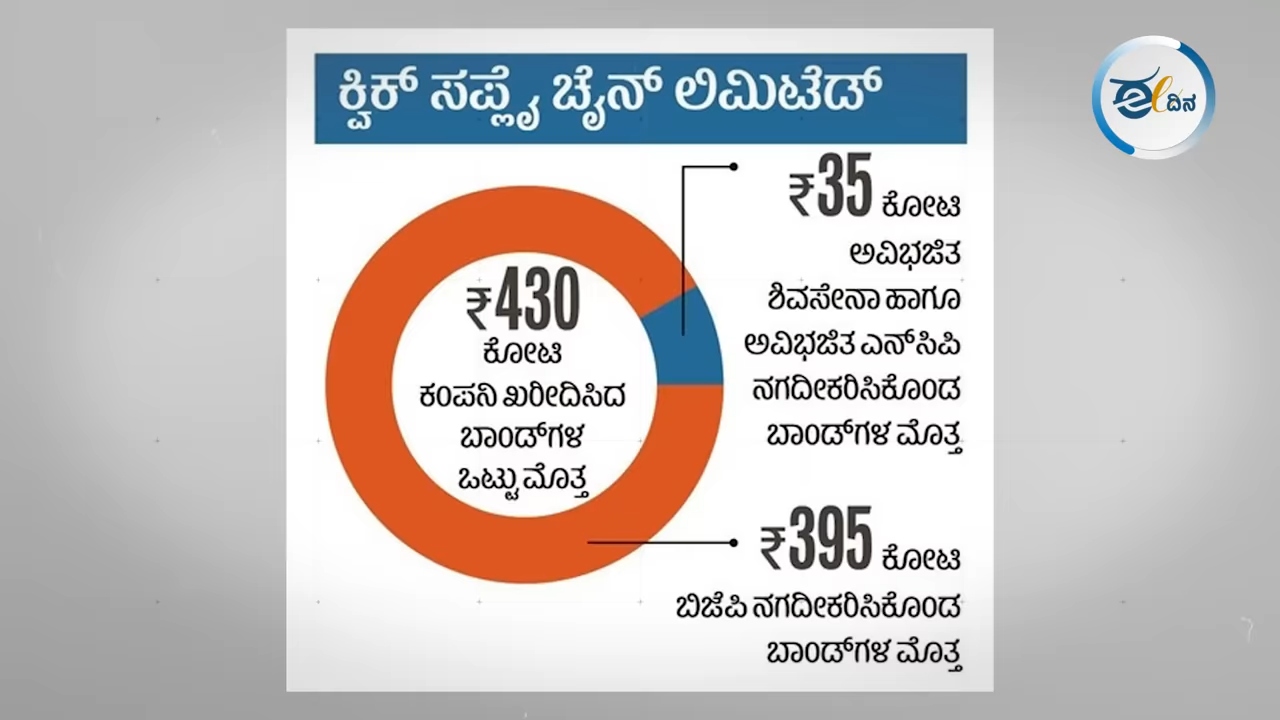 ಕ್ವಿಕ್ ಸಪ್ಲೈ ಚೈನ್ ಲಿಮಿಟೆಡ್
ದಿನ
₹430
ಕೋಟಿ
ಕಂಪನಿ ಖರೀದಿಸಿದ
ಬಾಂಡ್‌ಗಳ
ಒಟ್ಟು ಮೊತ್ತ
₹35 ಕೋಟಿ
ಅವಿಭಜಿತ
ಶಿವಸೇನಾ ಹಾಗೂ
ಅವಿಭಜಿತ ಎನ್‌ಸಿಪಿ
ನಗದೀಕರಿಸಿಕೊಂಡ
ಬಾಂಡ್‌ಗಳ ಮೊತ್ತ
₹395 ಕೋಟಿ
ಬಿಜೆಪಿ ನಗದೀಕರಿಸಿಕೊಂಡ
ಬಾಂಡ್‌ಗಳ ಮೊತ್ತ